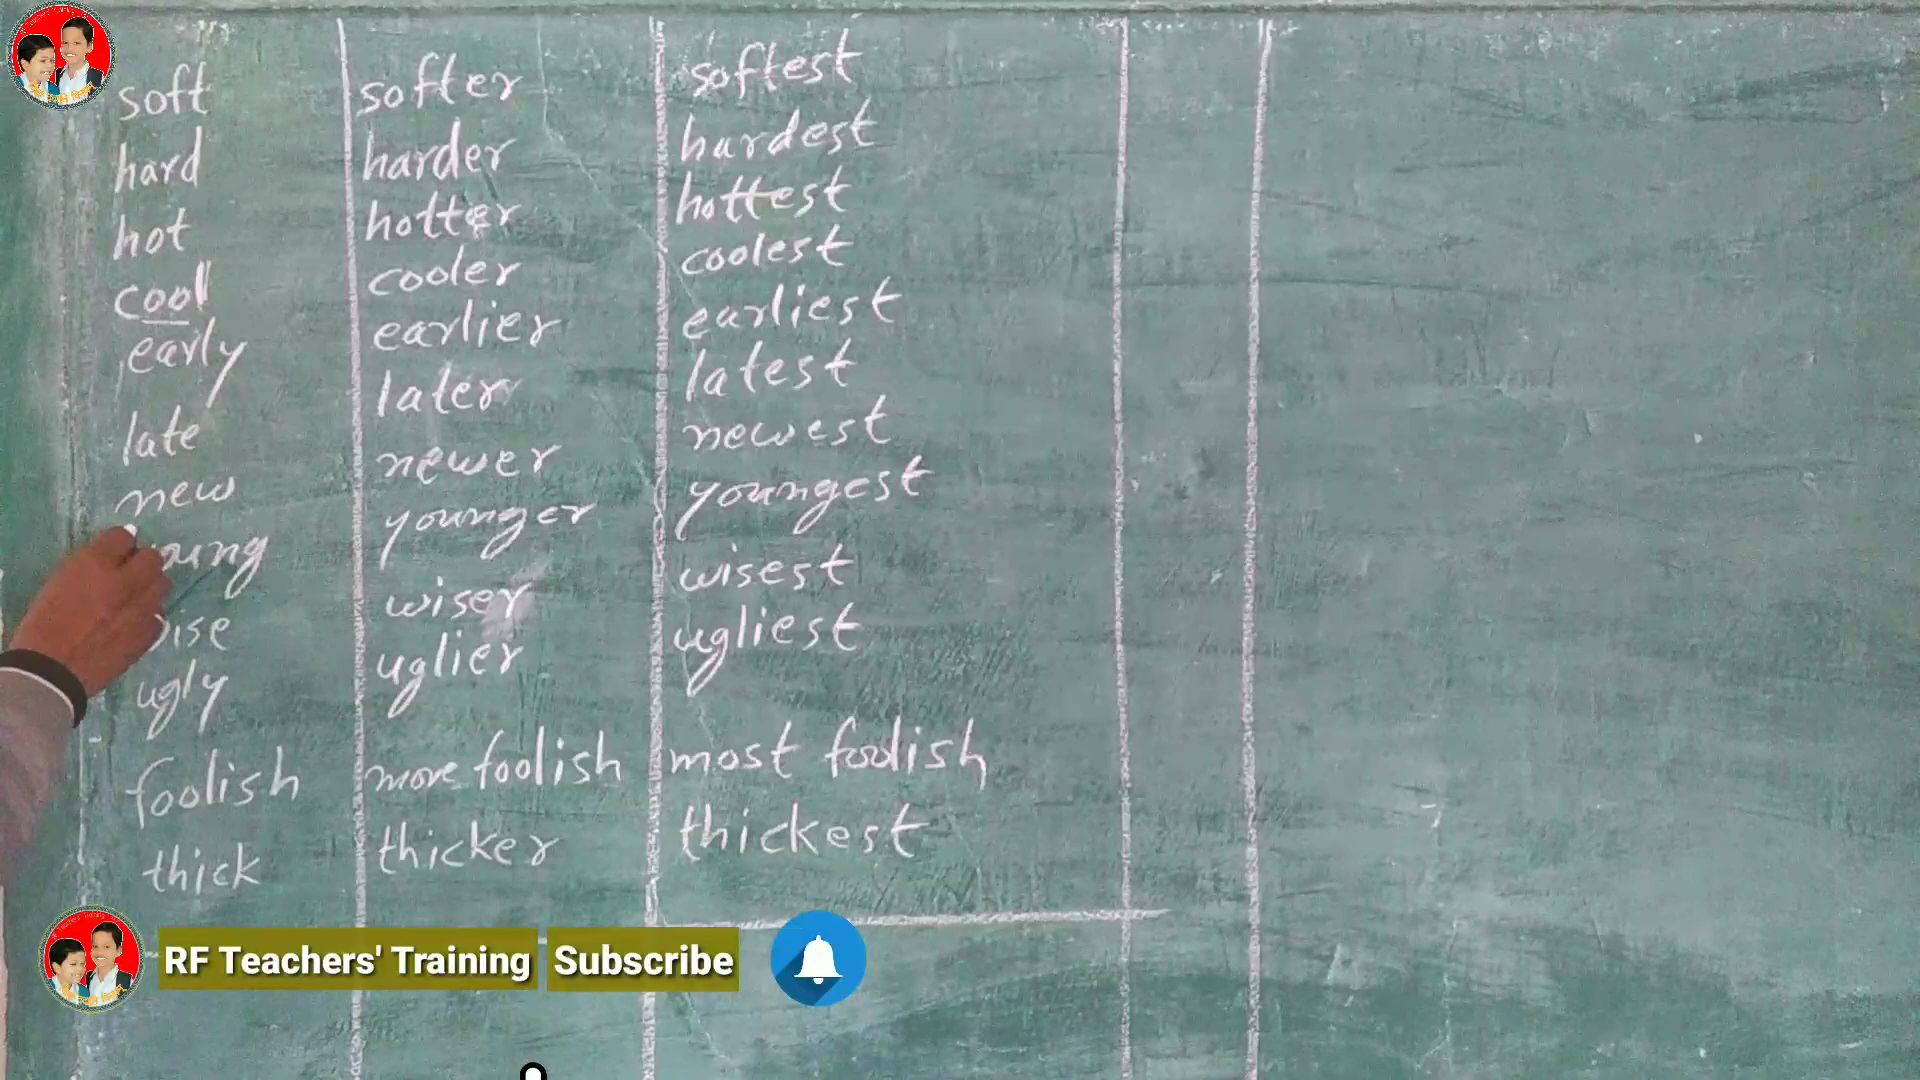 soft softer softest
hard harder hardest
hot hotter hottest
cool cooler coolest
early earlier earliest
late later latest
new newer newest
younger youngest
wiser wisest
ugly uglier ugliest
foolish more foolish most foolish
thick thicker thickest
RF Teachers' Training Subscribe